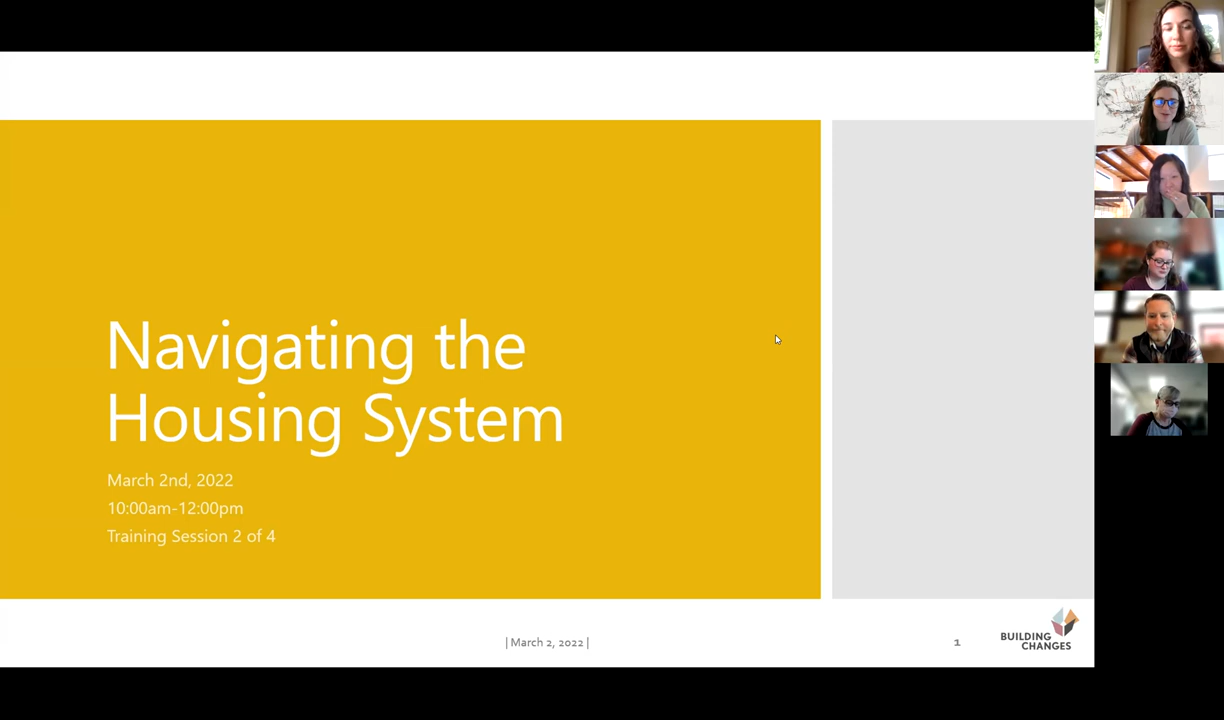 Navigating the
Housing System
March 2nd, 2022
10:00am-12:00pm
Training Session 2 of 4
| March 2, 2022 |
1
BUILDING
CHANGES